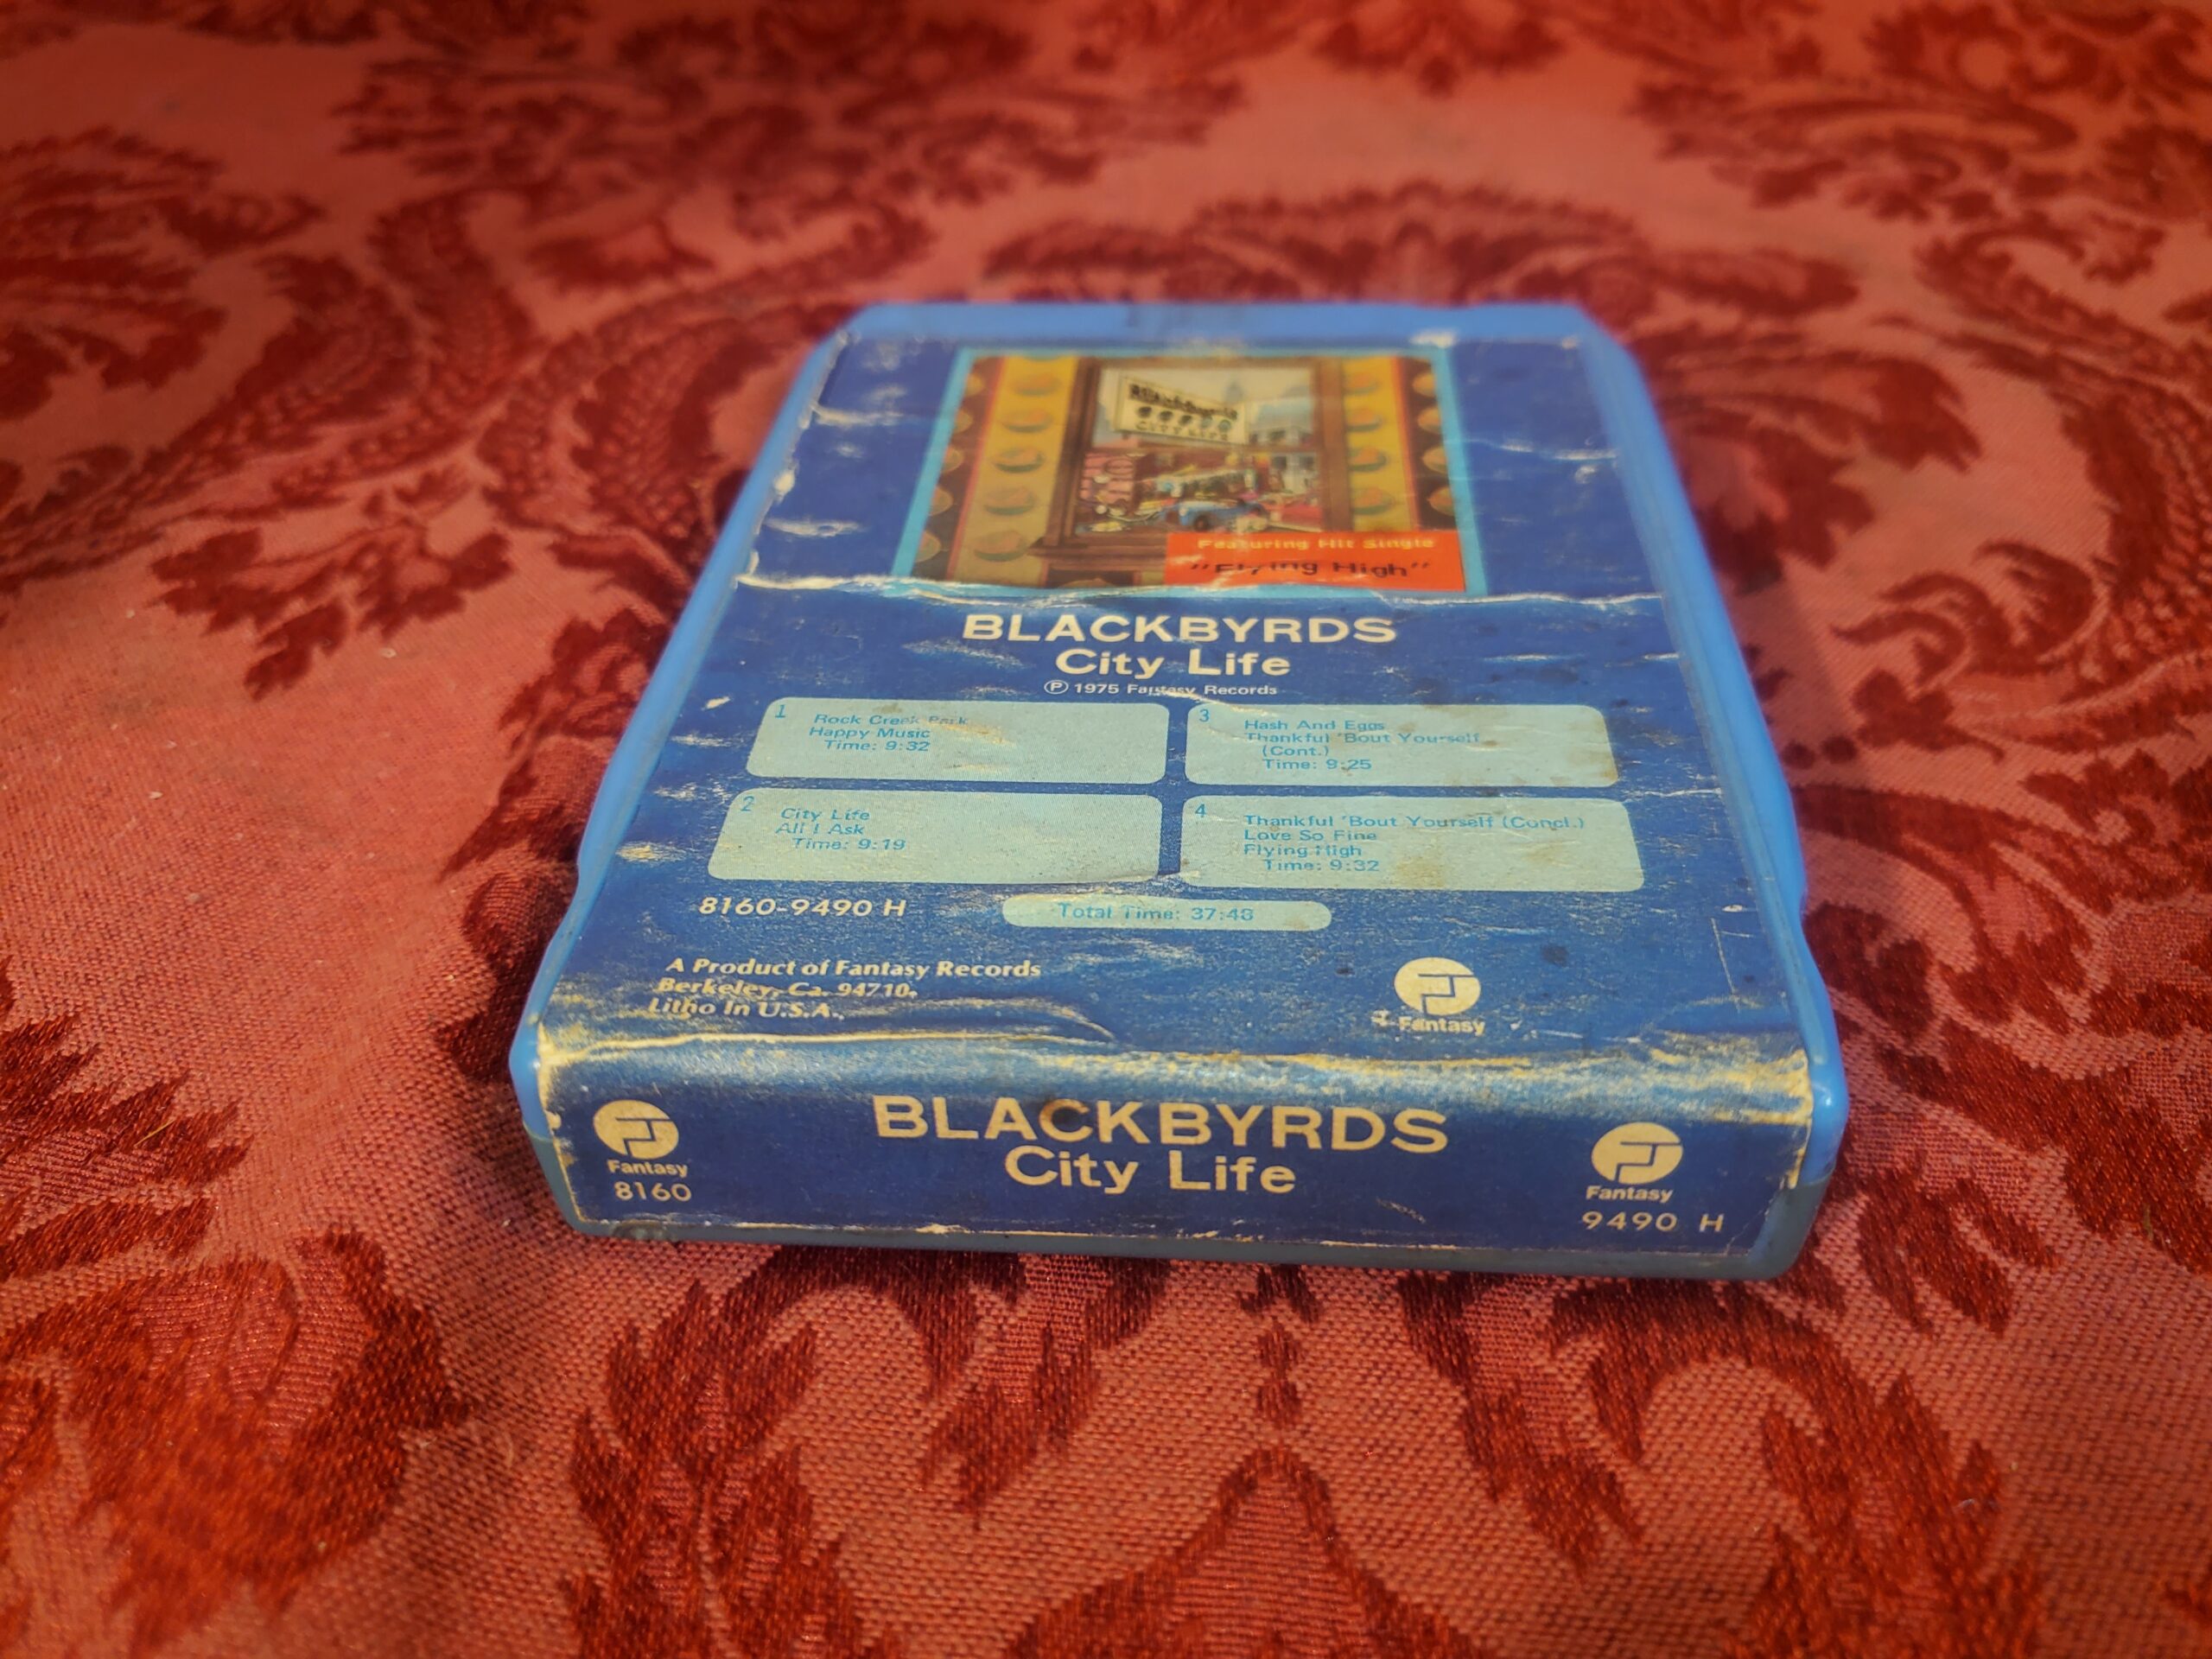 Blackbyrds
CITY LIFE
Featuring Hit Single
"Flying High"
BLACKBYRDS
City Life
Ⓟ 1975 Fantasy Records
1
Rock Creek Park
Happy Music
Time: 9:32
2
City Life
All I Ask
Time: 9:19
3
Hash And Eggs
Thankful 'Bout Yourself
(Cont.)
Time: 9:25
4
Thankful 'Bout Yourself (Concl.)
Love So Fine
Flying High
Time: 9:32
8160-9490 H
Total Time: 37:48
A Product of Fantasy Records
Berkeley, Ca. 94710.
Litho In U.S.A.
Fantasy
Fantasy
8160
BLACKBYRDS
City Life
Fantasy
9490 H